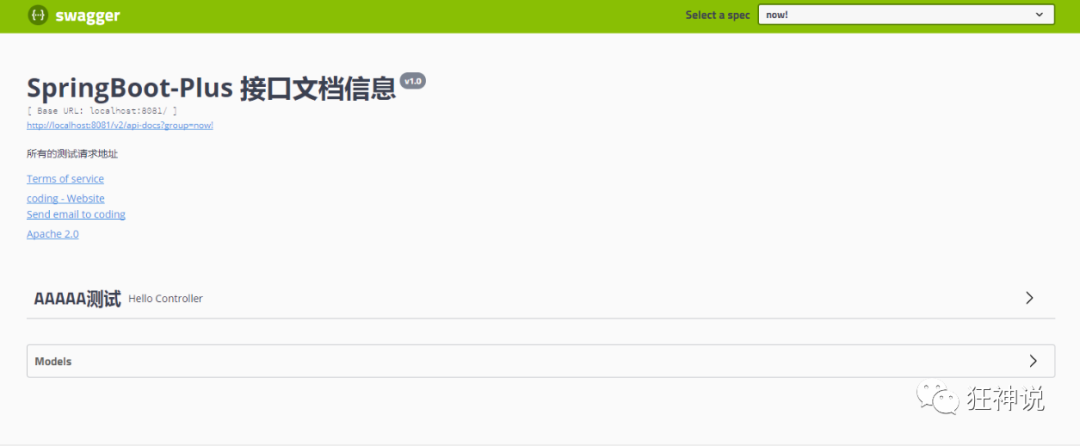 swagger
Select a spec now!
SpringBoot-Plus 接口文档信息 v1.0
[ Base URL: localhost:8081/ ]
http://localhost:8081/v2/api-docs?group=now!
所有的测试请求地址
Terms of service
coding - Website
Send email to coding
Apache 2.0
AAAAA测试 Hello Controller
Models
狂神说